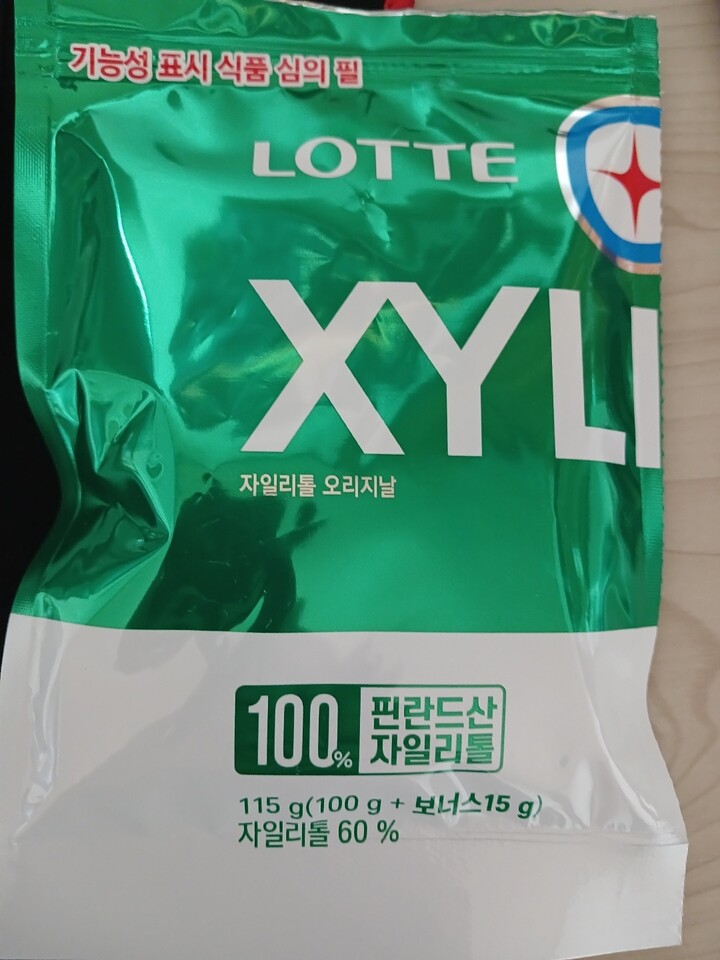 기능성 표시 식품 심의 필
LOTTE
XYLI
자일리톨 오리지날
100%
핀란드산
자일리톨
115 g(100 g + 보너스15 g)
자일리톨 60 %